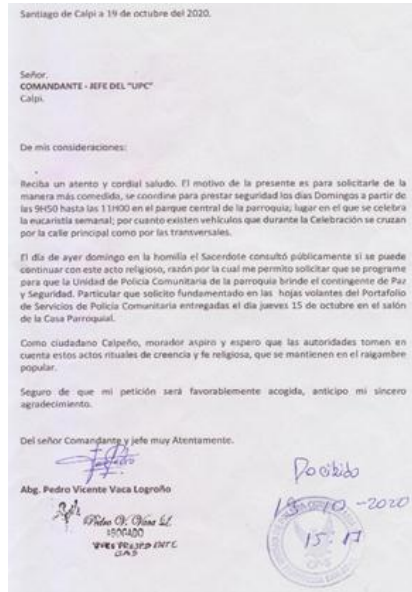 Santiago de Calpi a 19 de octubre del 2020.
Señor.
COMANDANTE - JEFE DEL "UPC"
Calpi.
De mis consideraciones:
Reciba un atento y cordial saludo. El motivo de la presente es para solicitarle de la
manera más comedida, se coordine para prestar seguridad los días Domingos a partir de
las 9H50 hasta las 11H00 en el parque central de la parroquia; lugar en el que se celebra
la eucaristía semanal; por cuanto existen vehículos que durante la Celebración se cruzan
por la calle principal como por las transversales.
El día de ayer domingo en la homilía el Sacerdote consultó públicamente si se puede
continuar con este acto religioso, razón por la cual me permito solicitar que se programe
para que la Unidad de Policía Comunitaria de la parroquia brinde el contingente de Paz
y Seguridad. Particular que solicito fundamentado en las hojas volantes del Portafolio
de Servicios de Policía Comunitaria entregadas el día jueves 15 de octubre en el salón
de la Casa Parroquial.
Como ciudadano Calpeño, morador aspiro y espero que las autoridades tomen en
cuenta estos actos rituales de creencia y fe religiosa, que se mantienen en el raigambre
popular.
Seguro de que mi petición será favorablemente acogida, anticipo mi sincero
agradecimiento.
Del señor Comandante y jefe muy Atentamente.
Abg. Pedro Vicente Vaca Logroño
Pedro V. Vaca L.
ABOGADO
19-10-2020
15:17